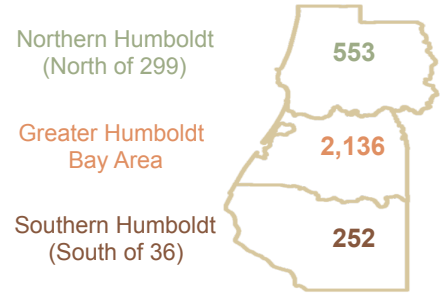 Northern Humboldt
(North of 299)
553
Greater Humboldt
Bay Area
2,136
Southern Humboldt
(South of 36)
252